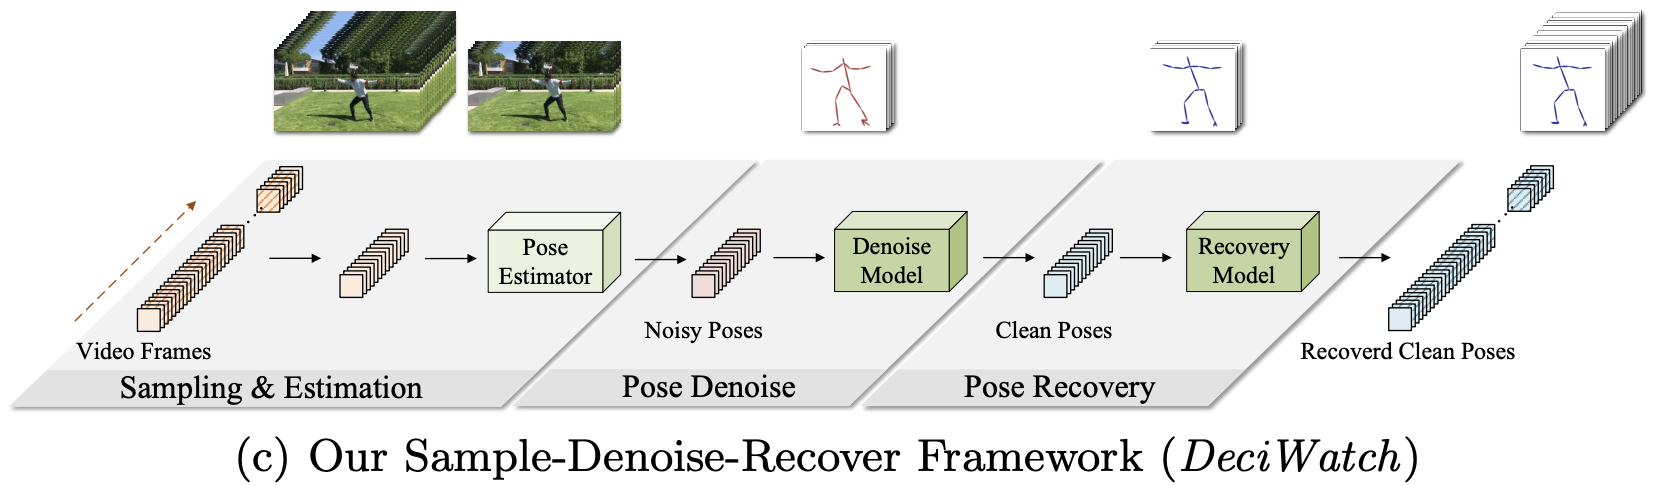 Pose
Estimator
Denoise
Model
Recovery
Model
Video Frames
Noisy Poses
Clean Poses
Recoverd Clean Poses
Sampling & Estimation
Pose Denoise
Pose Recovery
(c) Our Sample-Denoise-Recover Framework (DeciWatch)